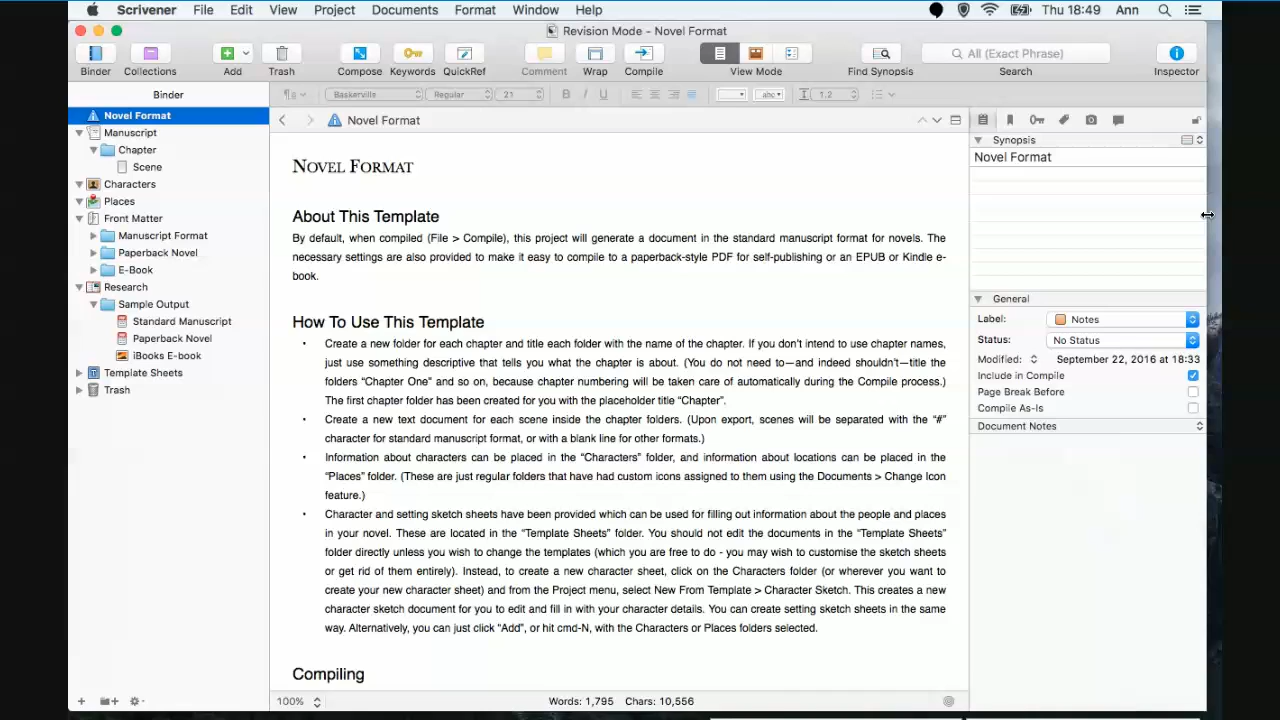 Scrivener File Edit View Project Documents Format Window Help Thu 18:49 Ann
Revision Mode - Novel Format
Binder Collections Add Trash Compose Keywords QuickRef Comment Wrap Compile View Mode Find Synopsis Search Inspector
All (Exact Phrase)
Binder
Baskerville Regular 21 B I U abc 1.2
Novel Format
Manuscript
Chapter
Scene
Characters
Places
Front Matter
Manuscript Format
Paperback Novel
E-Book
Research
Sample Output
Standard Manuscript
Paperback Novel
iBooks E-book
Template Sheets
Trash
Novel Format
NOVEL FORMAT
About This Template
By default, when compiled (File > Compile), this project will generate a document in the standard manuscript format for novels. The
necessary settings are also provided to make it easy to compile to a paperback-style PDF for self-publishing or an EPUB or Kindle e-
book.
How To Use This Template
• Create a new folder for each chapter and title each folder with the name of the chapter. If you don't intend to use chapter names,
just use something descriptive that tells you what the chapter is about. (You do not need to—and indeed shouldn't—title the
folders “Chapter One” and so on, because chapter numbering will be taken care of automatically during the Compile process.)
The first chapter folder has been created for you with the placeholder title “Chapter”.
• Create a new text document for each scene inside the chapter folders. (Upon export, scenes will be separated with the “#”
character for standard manuscript format, or with a blank line for other formats.)
• Information about characters can be placed in the “Characters” folder, and information about locations can be placed in the
“Places” folder. (These are just regular folders that have had custom icons assigned to them using the Documents > Change Icon
feature.)
• Character and setting sketch sheets have been provided which can be used for filling out information about the people and places
in your novel. These are located in the “Template Sheets” folder. You should not edit the documents in the “Template Sheets”
folder directly unless you wish to change the templates (which you are free to do - you may wish to customise the sketch sheets
or get rid of them entirely). Instead, to create a new character sheet, click on the Characters folder (or wherever you want to
create your new character sheet) and from the Project menu, select New From Template > Character Sketch. This creates a new
character sketch document for you to edit and fill in with your character details. You can create setting sketch sheets in the same
way. Alternatively, you can just click “Add”, or hit cmd-N, with the Characters or Places folders selected.
Compiling
100% Words: 1,795 Chars: 10,556
Synopsis
Novel Format
General
Label: Notes
Status: No Status
Modified: September 22, 2016 at 18:33
Include in Compile
Page Break Before
Compile As-Is
Document Notes